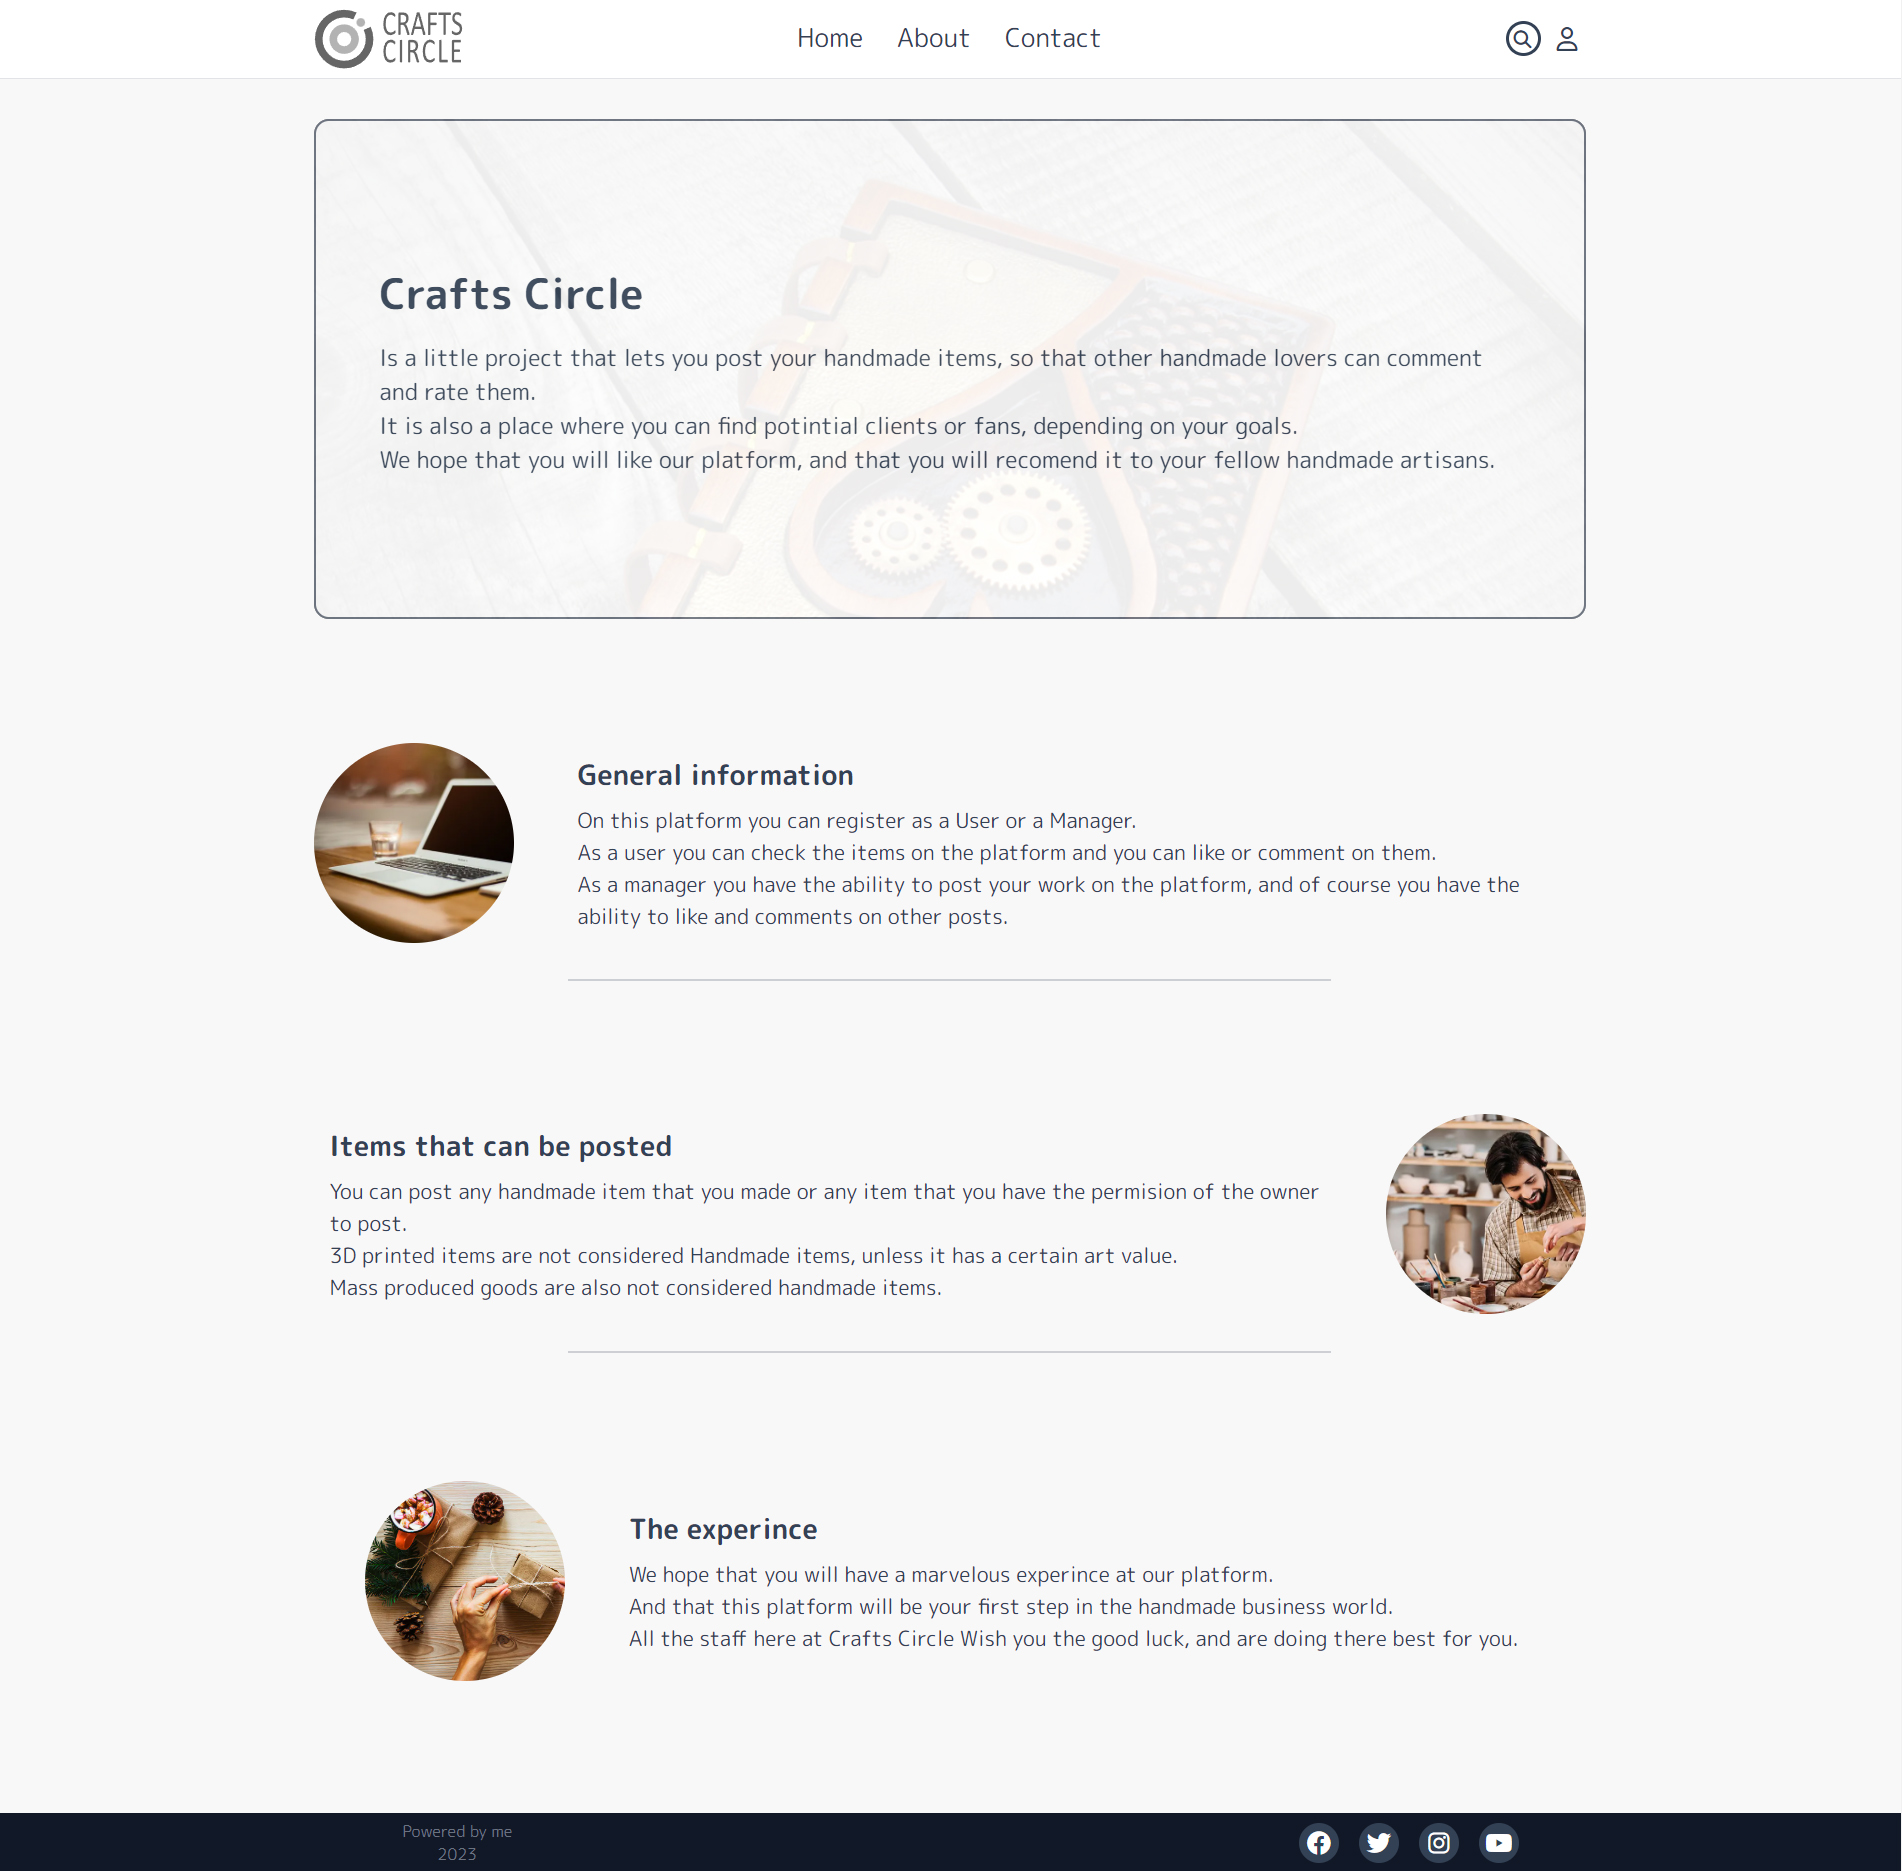 CRAFTS
CIRCLE
Home About Contact
Crafts Circle
Is a little project that lets you post your handmade items, so that other handmade lovers can comment
and rate them.
It is also a place where you can find potintial clients or fans, depending on your goals.
We hope that you will like our platform, and that you will recomend it to your fellow handmade artisans.
General information
On this platform you can register as a User or a Manager.
As a user you can check the items on the platform and you can like or comment on them.
As a manager you have the ability to post your work on the platform, and of course you have the
ability to like and comments on other posts.
Items that can be posted
You can post any handmade item that you made or any item that you have the permision of the owner
to post.
3D printed items are not considered Handmade items, unless it has a certain art value.
Mass produced goods are also not considered handmade items.
The experince
We hope that you will have a marvelous experince at our platform.
And that this platform will be your first step in the handmade business world.
All the staff here at Crafts Circle Wish you the good luck, and are doing there best for you.
Powered by me
2023